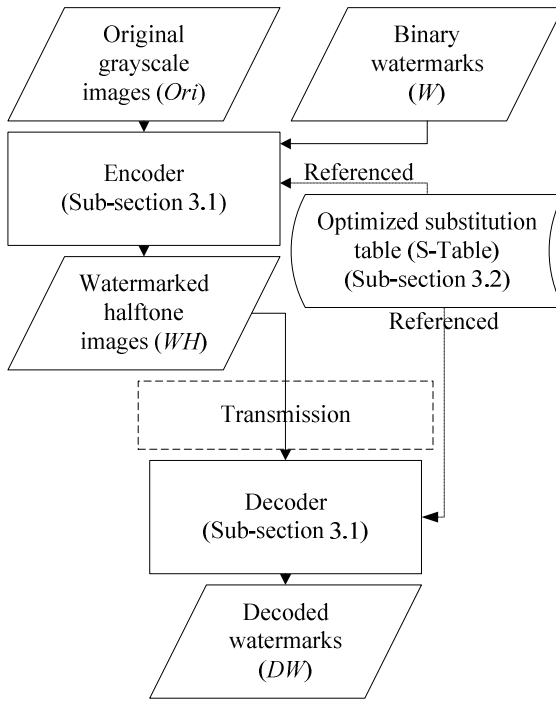 Original
grayscale
images (Ori)
Binary
watermarks
(W)
Encoder
(Sub-section 3.1)
Referenced
Optimized substitution
table (S-Table)
(Sub-section 3.2)
Watermarked
halftone
images (WH)
Referenced
Transmission
Decoder
(Sub-section 3.1)
Decoded
watermarks
(DW)